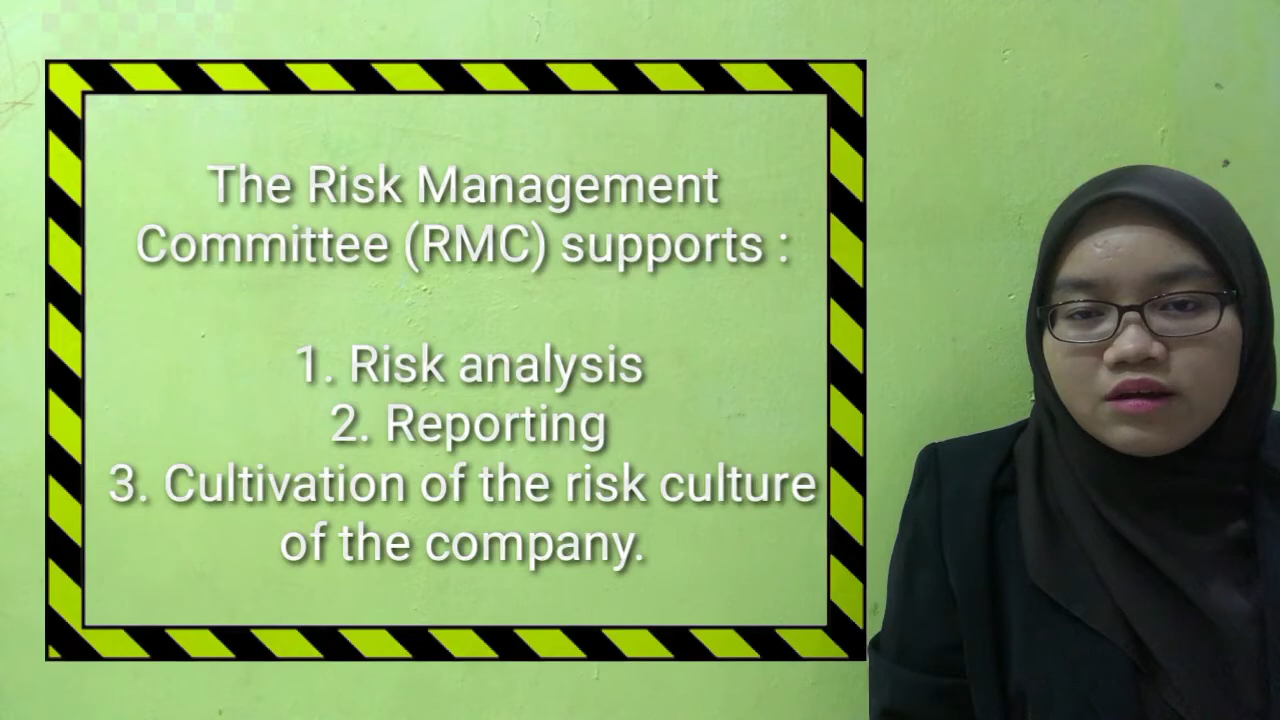 The Risk Management
Committee (RMC) supports :
1. Risk analysis
2. Reporting
3. Cultivation of the risk culture
of the company.